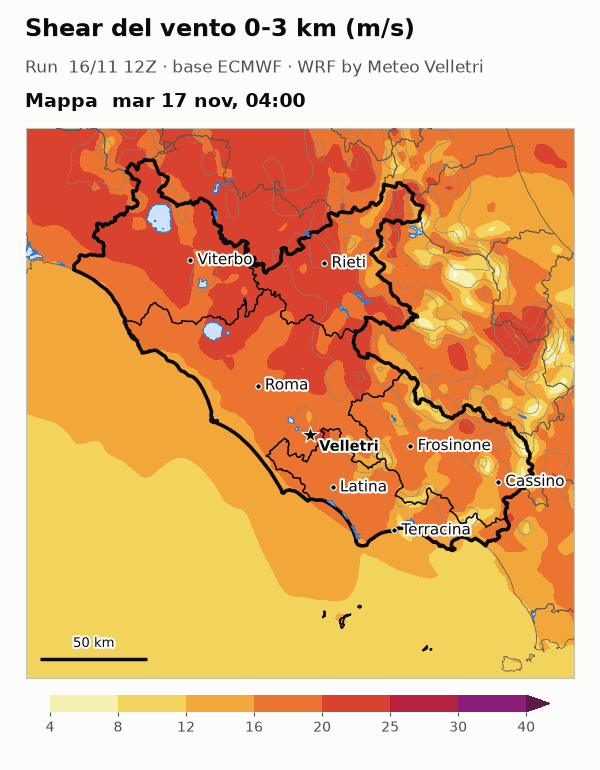 Shear del vento 0-3 km (m/s)
Run  16/11 12Z · base ECMWF · WRF by Meteo Velletri
Mappa  mar 17 nov, 04:00
Viterbo
Rieti
Roma
Velletri
Frosinone
Latina
Cassino
Terracina
50 km
4 8 12 16 20 25 30 40